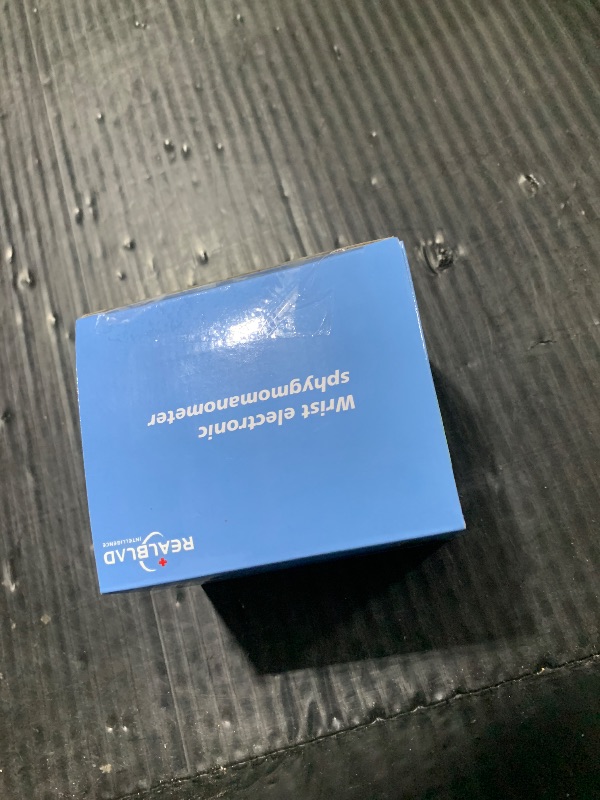 REALBLAD
INTELLIGENCE
Wrist electronic
sphygmomanometer